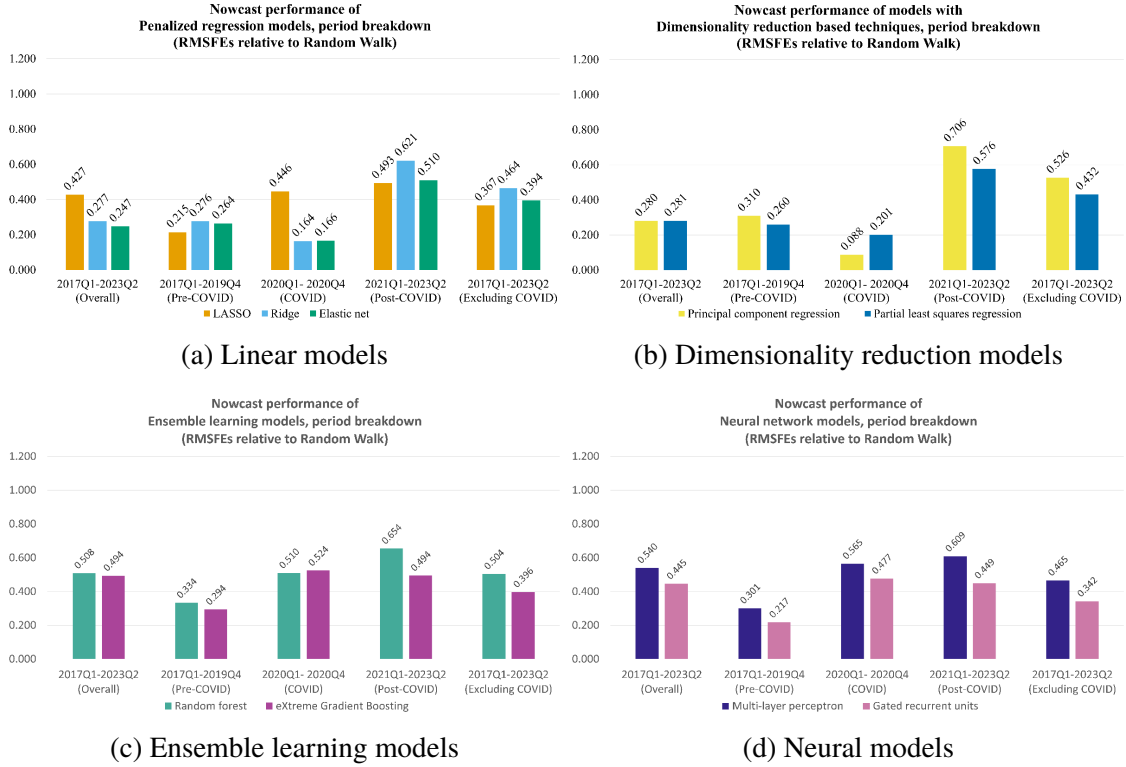 Nowcast performance of
Penalized regression models, period breakdown
(RMSFEs relative to Random Walk)
1.200
1.000
0.800
0.600
0.400
0.200
0.000
0.427
0.277
0.247
0.215
0.276
0.264
0.446
0.164
0.166
0.493
0.621
0.510
0.367
0.464
0.394
2017Q1-2023Q2 2017Q1-2019Q4 2020Q1- 2020Q4 2021Q1-2023Q2 2017Q1-2023Q2
(Overall) (Pre-COVID) (COVID) (Post-COVID) (Excluding COVID)
LASSO Ridge Elastic net
(a) Linear models
Nowcast performance of models with
Dimensionality reduction based techniques, period breakdown
(RMSFEs relative to Random Walk)
1.200
1.000
0.800
0.600
0.400
0.200
0.000
0.280
0.281
0.310
0.260
0.088
0.201
0.706
0.576
0.526
0.432
2017Q1-2023Q2 2017Q1-2019Q4 2020Q1- 2020Q4 2021Q1-2023Q2 2017Q1-2023Q2
(Overall) (Pre-COVID) (COVID) (Post-COVID) (Excluding COVID)
Principal component regression Partial least squares regression
(b) Dimensionality reduction models
Nowcast performance of
Ensemble learning models, period breakdown
(RMSFEs relative to Random Walk)
1.200
1.000
0.800
0.600
0.400
0.200
0.000
0.508
0.494
0.334
0.294
0.510
0.524
0.654
0.494
0.504
0.396
2017Q1-2023Q2 2017Q1-2019Q4 2020Q1- 2020Q4 2021Q1-2023Q2 2017Q1-2023Q2
(Overall) (Pre-COVID) (COVID) (Post-COVID) (Excluding COVID)
Random forest eXtreme Gradient Boosting
(c) Ensemble learning models
Nowcast performance of
Neural network models, period breakdown
(RMSFEs relative to Random Walk)
1.200
1.000
0.800
0.600
0.400
0.200
0.000
0.540
0.445
0.301
0.217
0.565
0.477
0.609
0.449
0.465
0.342
2017Q1-2023Q2 2017Q1-2019Q4 2020Q1- 2020Q4 2021Q1-2023Q2 2017Q1-2023Q2
(Overall) (Pre-COVID) (COVID) (Post-COVID) (Excluding COVID)
Multi-layer perceptron Gated recurrent units
(d) Neural models